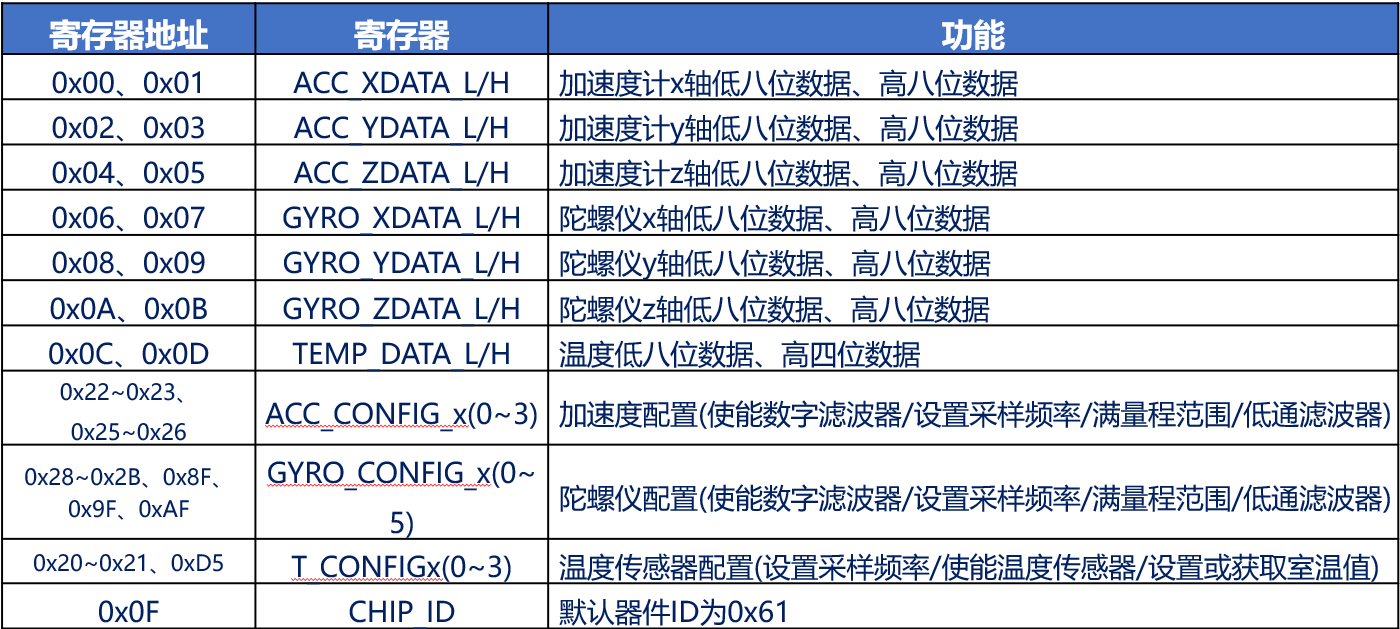 寄存器地址 寄存器 功能
0x00、0x01 ACC_XDATA_L/H 加速度计x轴低八位数据、高八位数据
0x02、0x03 ACC_YDATA_L/H 加速度计y轴低八位数据、高八位数据
0x04、0x05 ACC_ZDATA_L/H 加速度计z轴低八位数据、高八位数据
0x06、0x07 GYRO_XDATA_L/H 陀螺仪x轴低八位数据、高八位数据
0x08、0x09 GYRO_YDATA_L/H 陀螺仪y轴低八位数据、高八位数据
0x0A、0x0B GYRO_ZDATA_L/H 陀螺仪z轴低八位数据、高八位数据
0x0C、0x0D TEMP_DATA_L/H 温度低八位数据、高四位数据
0x22~0x23、
0x25~0x26
ACC_CONFIG_x(0~3) 加速度配置(使能数字滤波器/设置采样频率/满量程范围/低通滤波器)
0x28~0x2B、0x8F、
0x9F、0xAF
GYRO_CONFIG_x(0~
5)
陀螺仪配置(使能数字滤波器/设置采样频率/满量程范围/低通滤波器)
0x20~0x21、0xD5 T_CONFIGx(0~3) 温度传感器配置(设置采样频率/使能温度传感器/设置或获取室温值)
0x0F CHIP_ID 默认器件ID为0x61